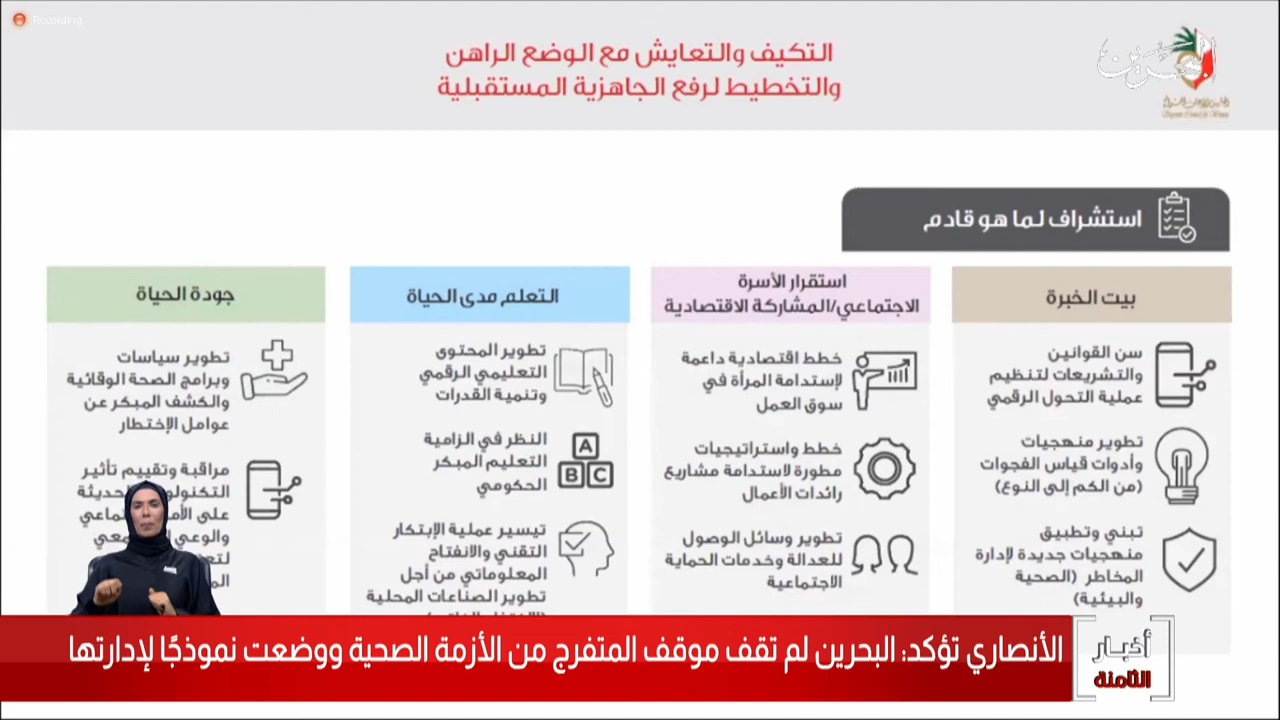 Recording
البحرين
التكيف والتعايش مع الوضع الراهن
والتخطيط لرفع الجاهزية المستقبلية
استشراف لما هو قادم
بيت الخبرة
سن القوانين
والتشريعات لتنظيم
عملية التحول الرقمي
تطوير منهجيات
وأدوات قياس الفجوات
(من الكم إلى النوع)
تبني وتطبيق
منهجيات جديدة لإدارة
المخاطر (الصحية
والبيئية)
استقرار الأسرة
الاجتماعي/المشاركة الاقتصادية
خطط اقتصادية داعمة
لإستدامة المرأة في
سوق العمل
خطط واستراتيجيات
مطورة لاستدامة مشاريع
رائدات الأعمال
تطوير وسائل الوصول
للعدالة وخدمات الحماية
الاجتماعية
التعلم مدى الحياة
تطوير المحتوى
التعليمي الرقمي
وتنمية القدرات
A
B C
النظر في الزامية
التعليم المبكر
الحكومي
تيسير عملية الإبتكار
التقني والانفتاح
المعلوماتي من أجل
تطوير الصناعات المحلية
جودة الحياة
تطوير سياسات
وبرامج الصحة الوقائية
والكشف المبكر عن
عوامل الإختطار
مراقبة وتقييم تأثير
على
والوعي
الأنصاري تؤكد: البحرين لم تقف موقف المتفرج من الأزمة الصحية ووضعت نموذجًا لإدارتها
أخبار
الثامنة